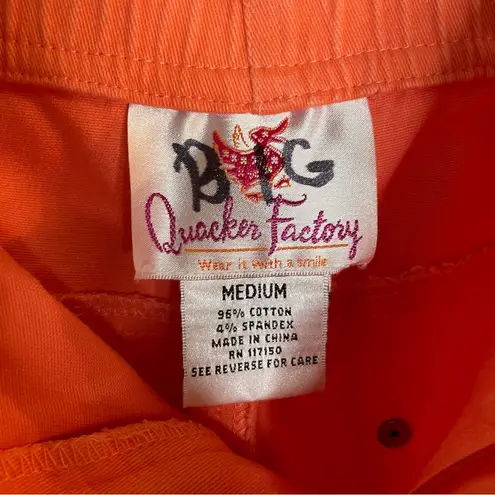 B G
Quacker Factory
Wear it with a smile
MEDIUM
96% COTTON
4% SPANDEX
MADE IN CHINA
RN 117150
SEE REVERSE FOR CARE